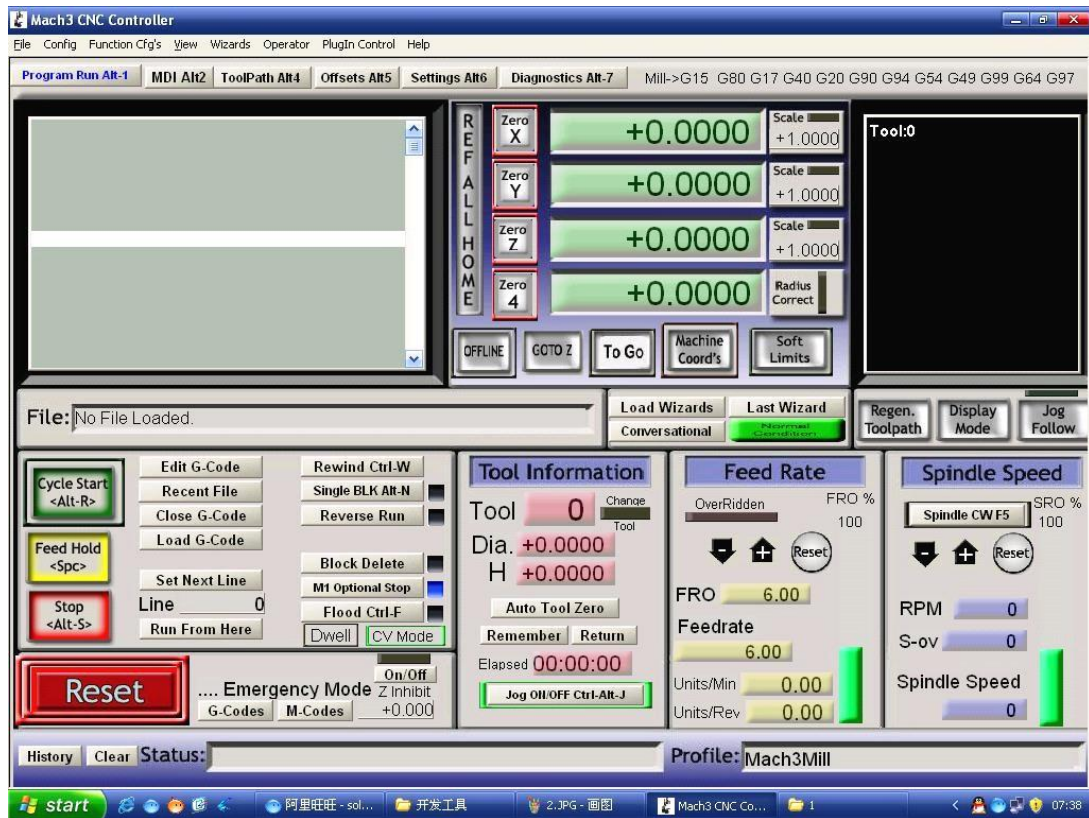 Mach3 CNC Controller
File Config Function Cfg's View Wizards Operator PlugIn Control Help
Program Run Alt-1 MDI Alt2 ToolPath Alt4 Offsets Alt5 Settings Alt6 Diagnostics Alt-7 Mill->G15 G80 G17 G40 G20 G90 G94 G54 G49 G99 G64 G97
REF ALL HOME
Zero X +0.0000 Scale +1.0000
Zero Y +0.0000 Scale +1.0000
Zero Z +0.0000 Scale +1.0000
Zero 4 +0.0000 Radius Correct
OFFLINE GOTO Z To Go Machine Coord's Soft Limits
Tool:0
File: No File Loaded.
Load Wizards Last Wizard
Conversational Normal Condition
Regen. Toolpath Display Mode Jog Follow
Cycle Start <Alt-R>
Feed Hold <Spc>
Stop <Alt-S>
Edit G-Code
Recent File
Close G-Code
Load G-Code
Set Next Line
Line 0
Run From Here
Rewind Ctrl-W
Single BLK Alt-N
Reverse Run
Block Delete
M1 Optional Stop
Flood Ctrl-F
Dwell CV Mode
Reset
.... Emergency Mode
G-Codes M-Codes
On/Off
Z Inhibit
+0.000
Tool Information
Tool 0 Change Tool
Dia. +0.0000
H +0.0000
Auto Tool Zero
Remember Return
Elapsed 00:00:00
Jog ON/OFF Ctrl-Alt-J
Feed Rate
OverRidden FRO %
100
Reset
FRO 6.00
Feedrate
6.00
Units/Min 0.00
Units/Rev 0.00
Spindle Speed
Spindle CW F5 SRO %
100
Reset
RPM 0
S-ov 0
Spindle Speed
0
History Clear Status: Profile: Mach3Mill
start 阿里旺旺 - sol... 开发工具 2.JPG - 画图 Mach3 CNC Co... 1 07:38